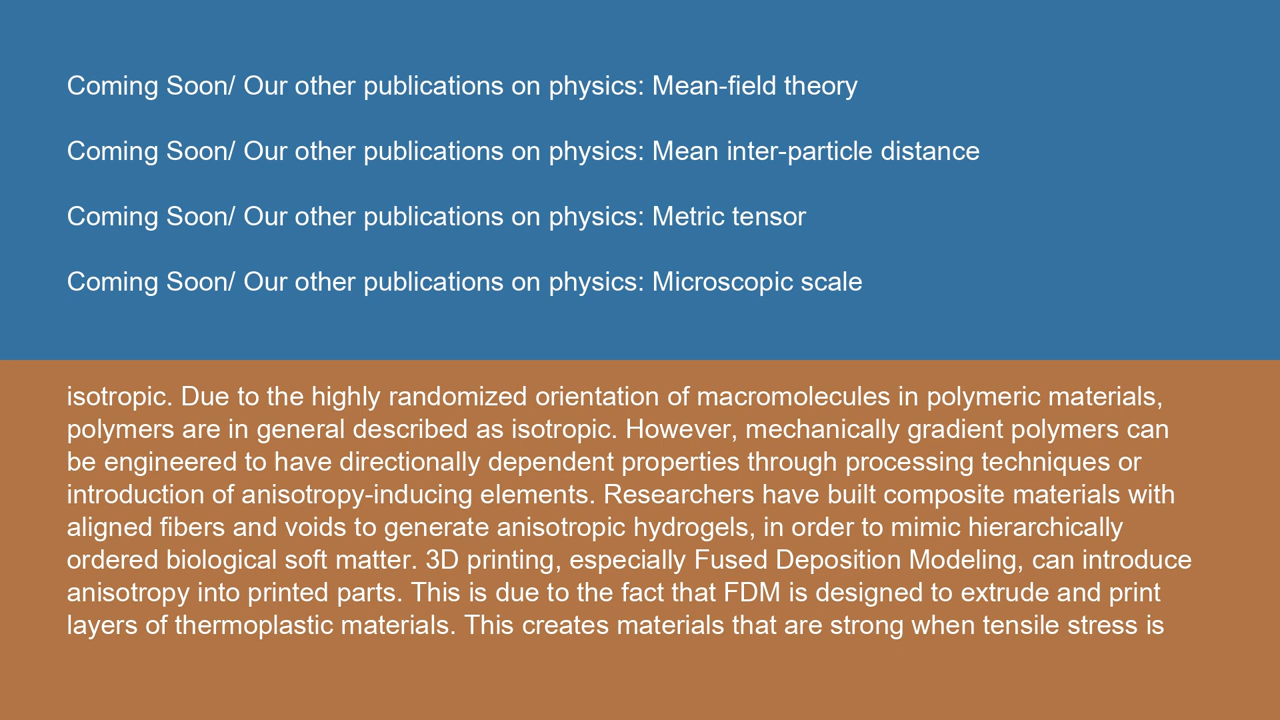 Coming Soon/ Our other publications on physics: Mean-field theory
Coming Soon/ Our other publications on physics: Mean inter-particle distance
Coming Soon/ Our other publications on physics: Metric tensor
Coming Soon/ Our other publications on physics: Microscopic scale
isotropic. Due to the highly randomized orientation of macromolecules in polymeric materials,
polymers are in general described as isotropic. However, mechanically gradient polymers can
be engineered to have directionally dependent properties through processing techniques or
introduction of anisotropy-inducing elements. Researchers have built composite materials with
aligned fibers and voids to generate anisotropic hydrogels, in order to mimic hierarchically
ordered biological soft matter. 3D printing, especially Fused Deposition Modeling, can introduce
anisotropy into printed parts. This is due to the fact that FDM is designed to extrude and print
layers of thermoplastic materials. This creates materials that are strong when tensile stress is